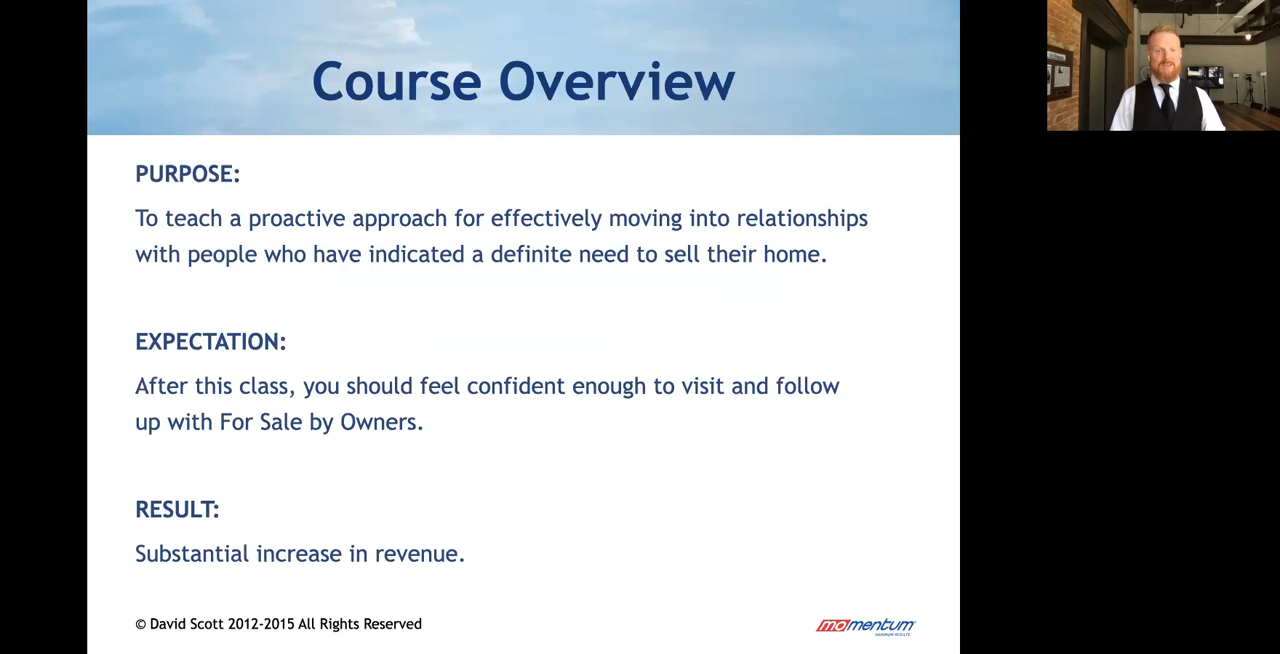 Course Overview
PURPOSE:
To teach a proactive approach for effectively moving into relationships
with people who have indicated a definite need to sell their home.
EXPECTATION:
After this class, you should feel confident enough to visit and follow
up with For Sale by Owners.
RESULT:
Substantial increase in revenue.
© David Scott 2012-2015 All Rights Reserved
momentum
MAXIMUM RESULTS